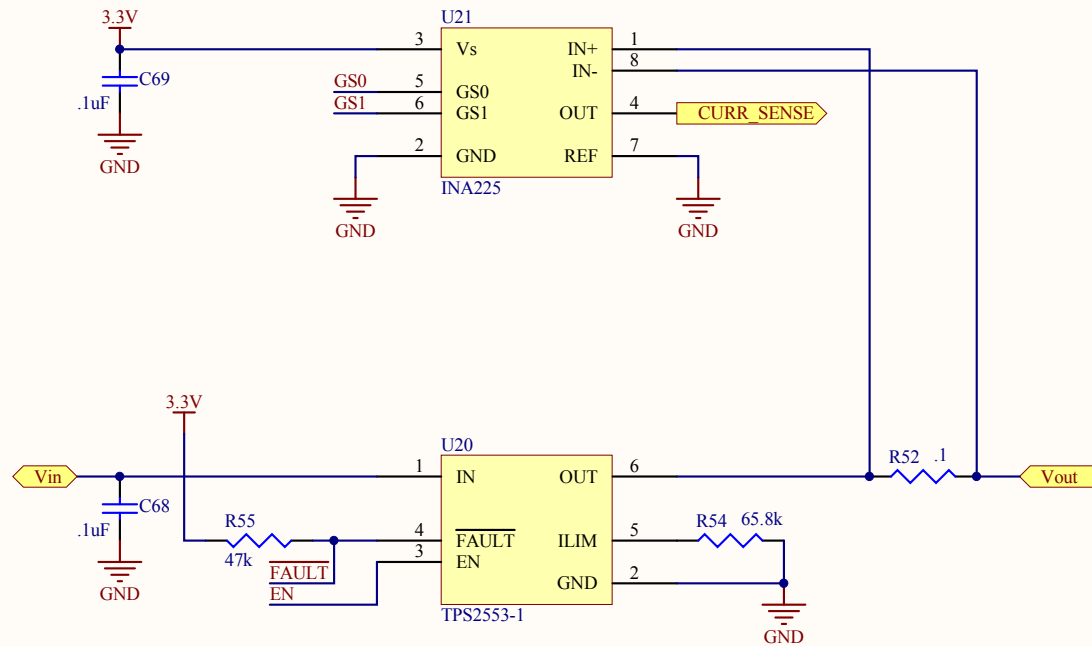 3.3V
U21
3 Vs IN+ 1
C69
IN- 8
.1uF
GS0 5 GS0
GS1 6 GS1 OUT 4 CURR_SENSE
2 GND REF 7
GND
INA225
GND
GND
3.3V
U20
R52 .1
Vin 1 IN OUT 6 Vout
C68
.1uF
R55
R54 65.8k
4 FAULT ILIM 5
47k
3 EN
FAULT
GND 2
EN
GND
TPS2553-1
GND